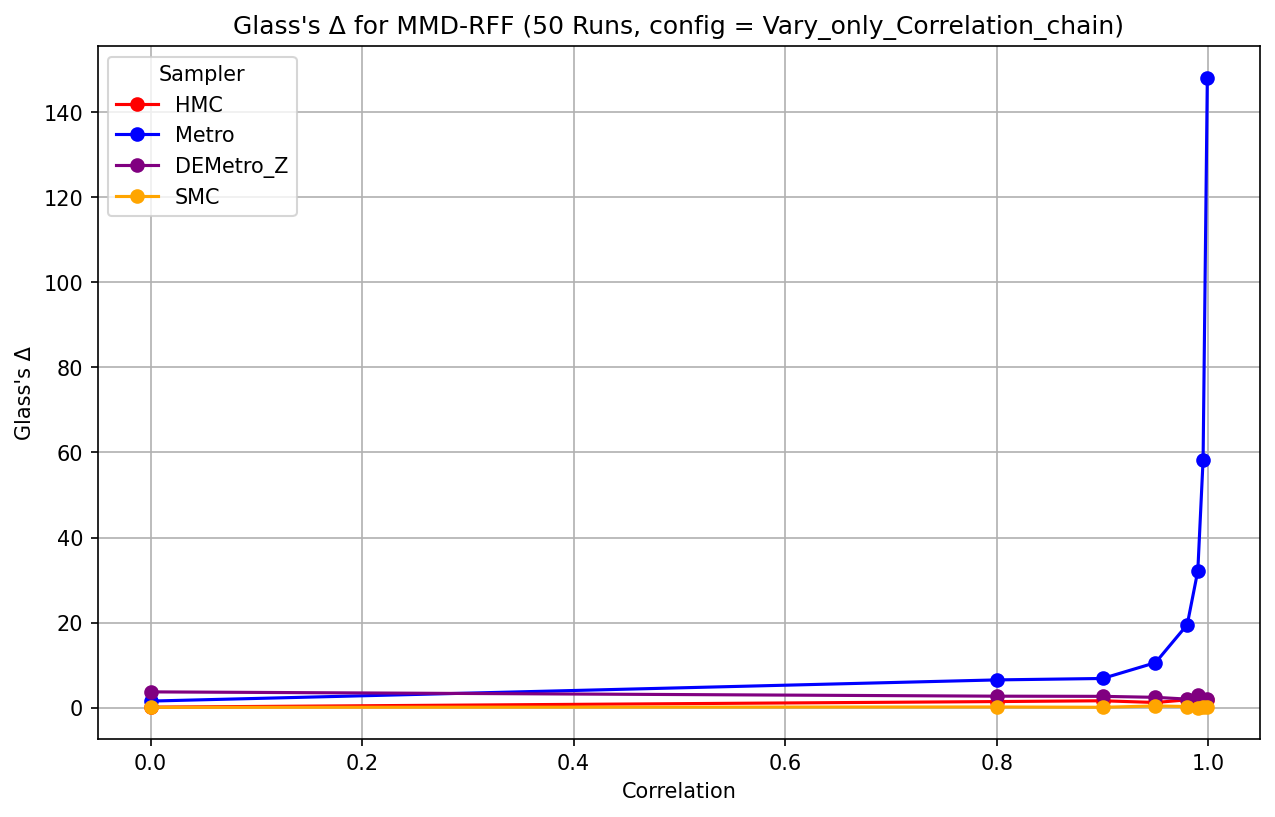 Glass's Δ for MMD-RFF (50 Runs, config = Vary_only_Correlation_chain)
Sampler
HMC
Metro
DEMetro_Z
SMC
Glass's Δ
140
120
100
80
60
40
20
0
0.0 0.2 0.4 0.6 0.8 1.0
Correlation